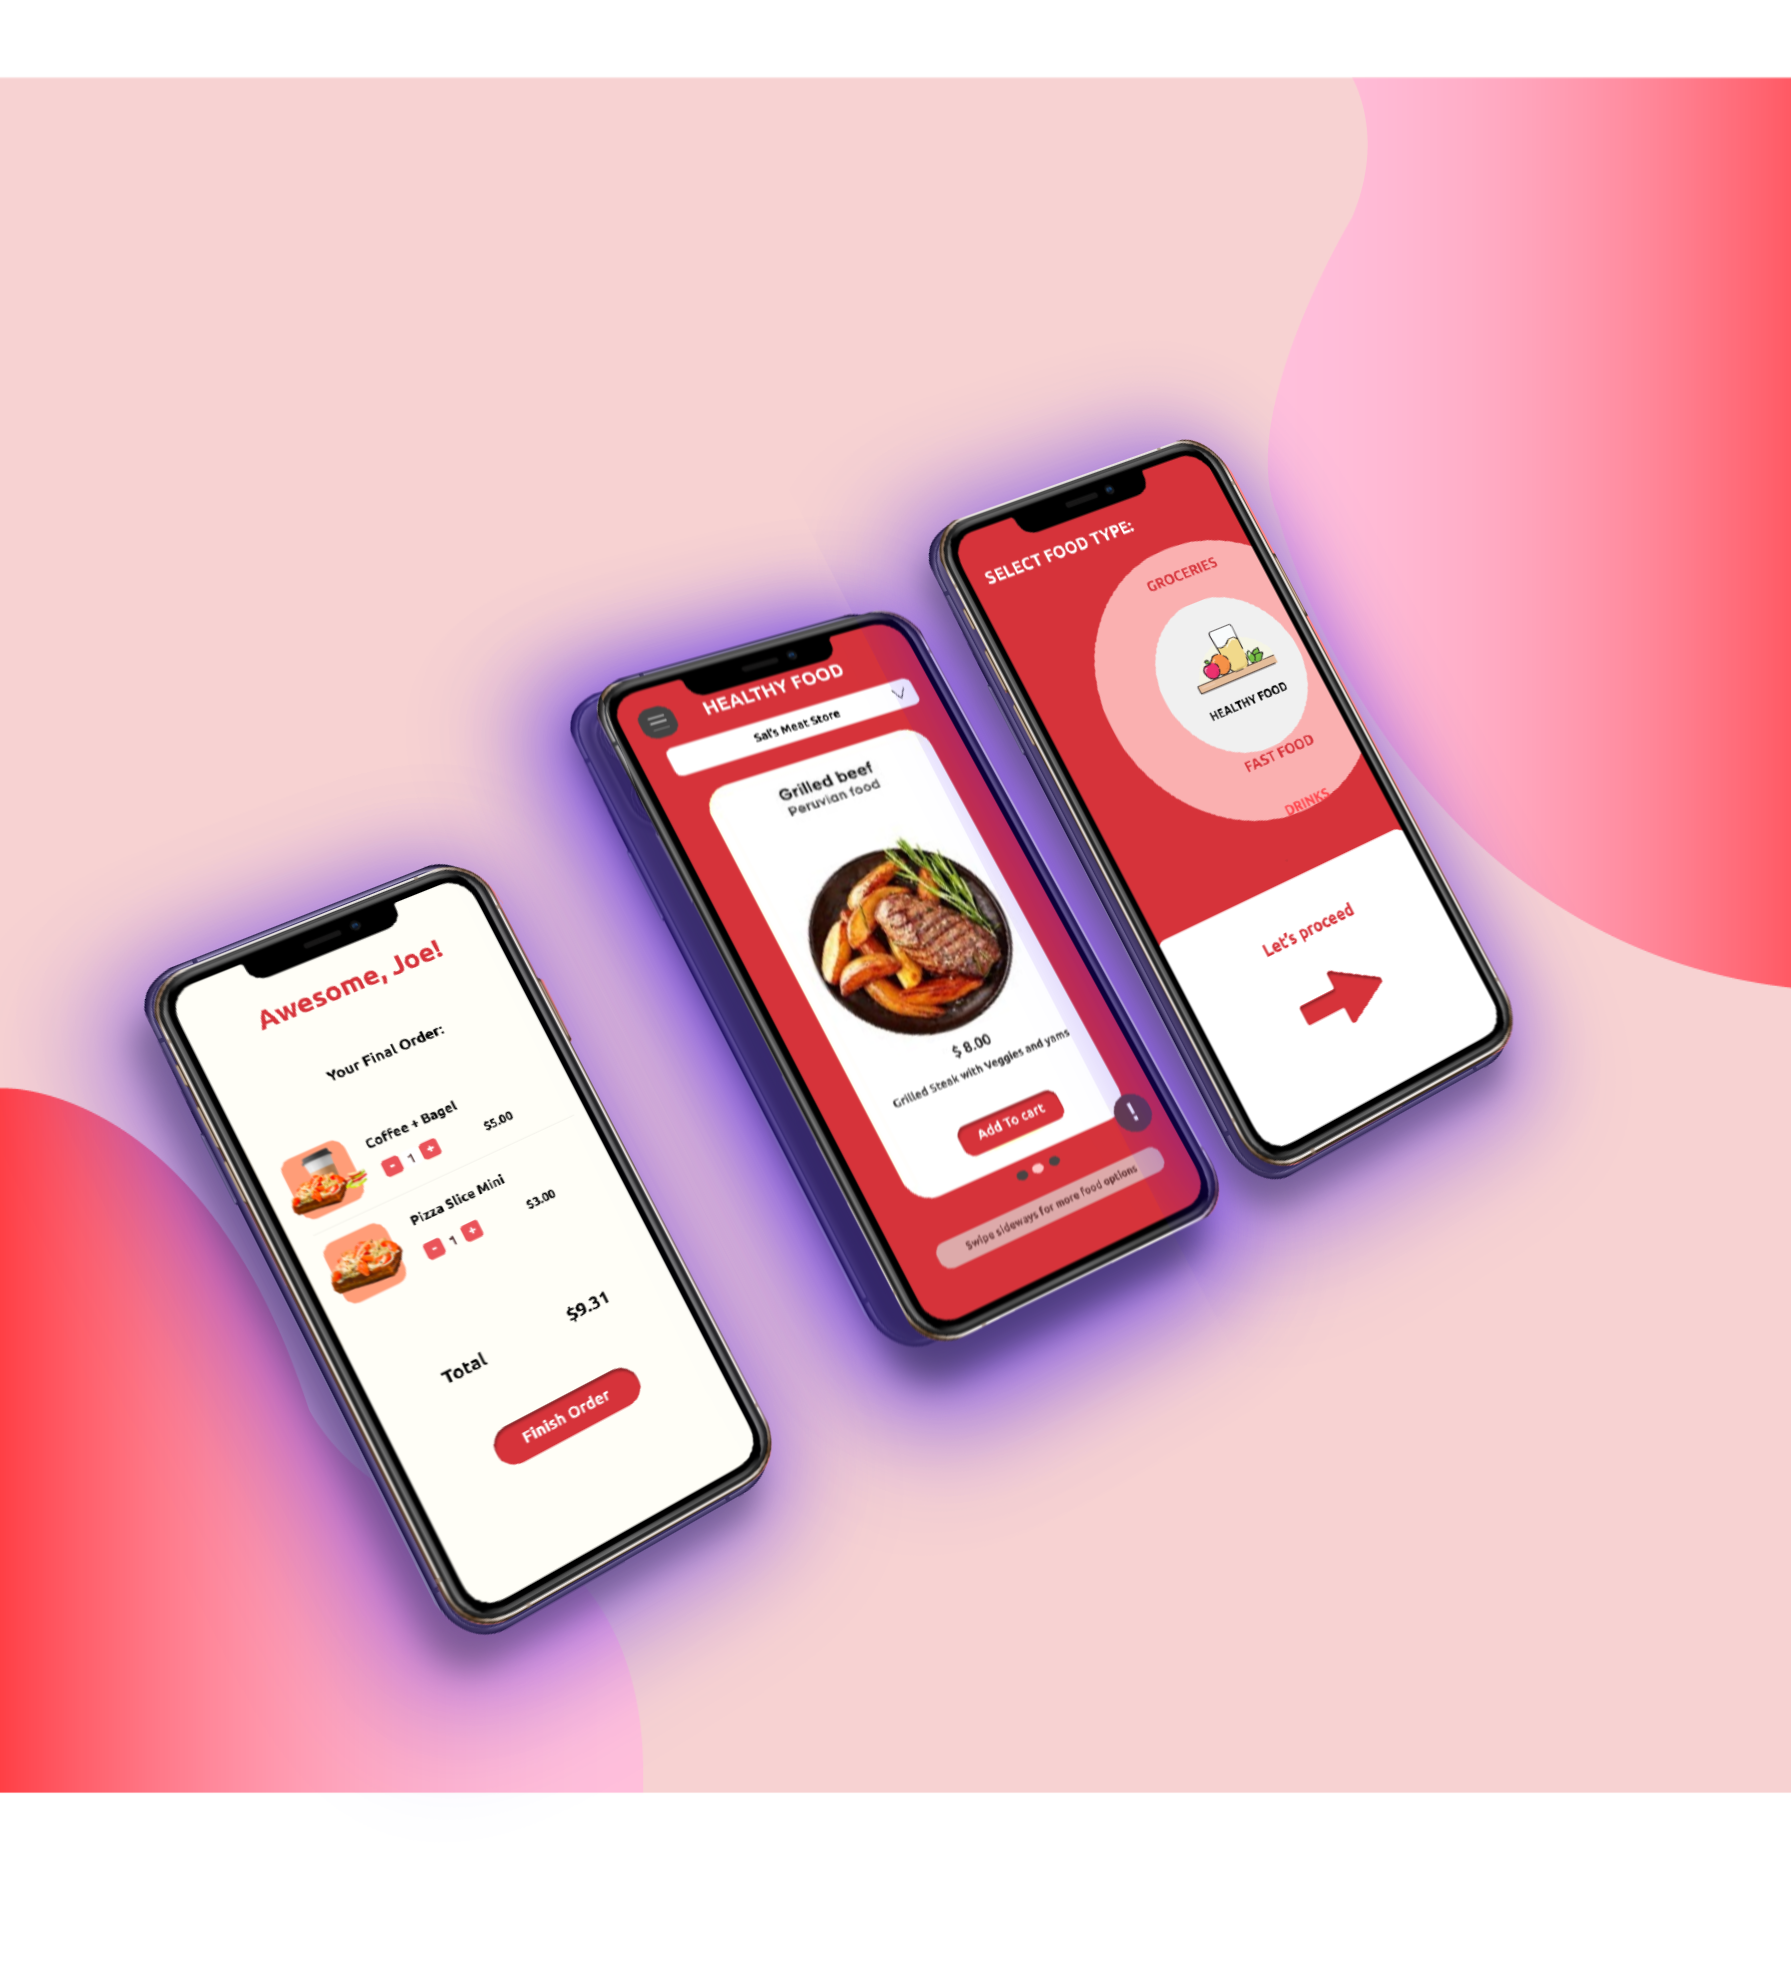 Awesome, Joe!
Your Final Order:
Coffee + Bagel
- 1 +
$5.00
Pizza Slice Mini
- 1 +
$3.00
$9.31
Total
Finish Order
HEALTHY FOOD
Sal's Meat Store
Grilled beef
Peruvian food
$ 8.00
Grilled Steak with Veggies and yams
Add To cart
!
Swipe sideways for more food options
SELECT FOOD TYPE:
GROCERIES
HEALTHY FOOD
FAST FOOD
DRINKS
Let's proceed